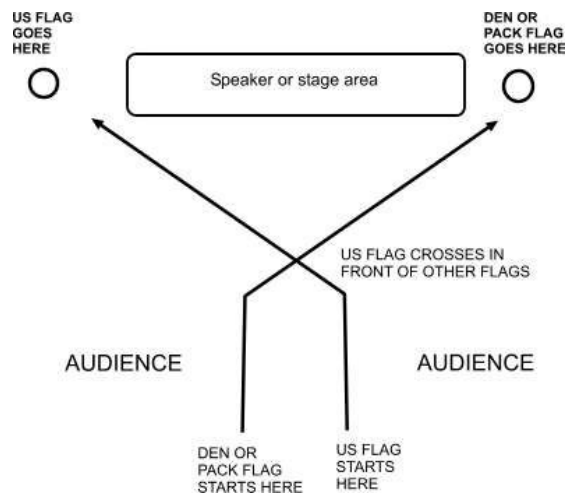 US FLAG
GOES
HERE
DEN OR
PACK FLAG
GOES HERE
Speaker or stage area
US FLAG CROSSES IN
FRONT OF OTHER FLAGS
AUDIENCE
AUDIENCE
DEN OR
PACK FLAG
STARTS HERE
US FLAG
STARTS
HERE